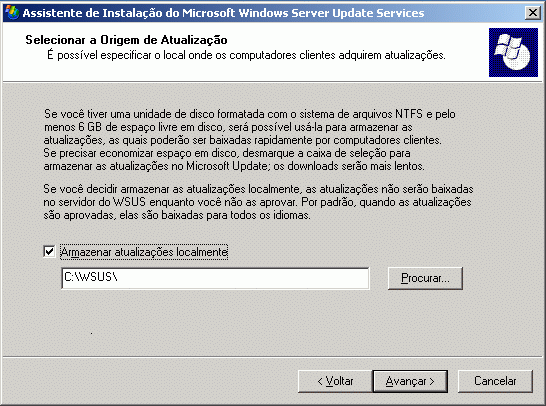 Assistente de Instalação do Microsoft Windows Server Update Services
Selecionar a Origem de Atualização
É possível especificar o local onde os computadores clientes adquirem atualizações.
Se você tiver uma unidade de disco formatada com o sistema de arquivos NTFS e pelo
menos 6 GB de espaço livre em disco, será possível usá-la para armazenar as
atualizações, as quais poderão ser baixadas rapidamente por computadores clientes.
Se precisar economizar espaço em disco, desmarque a caixa de seleção para
armazenar as atualizações no Microsoft Update; os downloads serão mais lentos.
Se você decidir armazenar as atualizações localmente, as atualizações não serão baixadas
no servidor do WSUS enquanto você não as aprovar. Por padrão, quando as atualizações
são aprovadas, elas são baixadas para todos os idiomas.
Armazenar atualizações localmente
C:\WSUS\
Procurar...
< Voltar
Avançar >
Cancelar